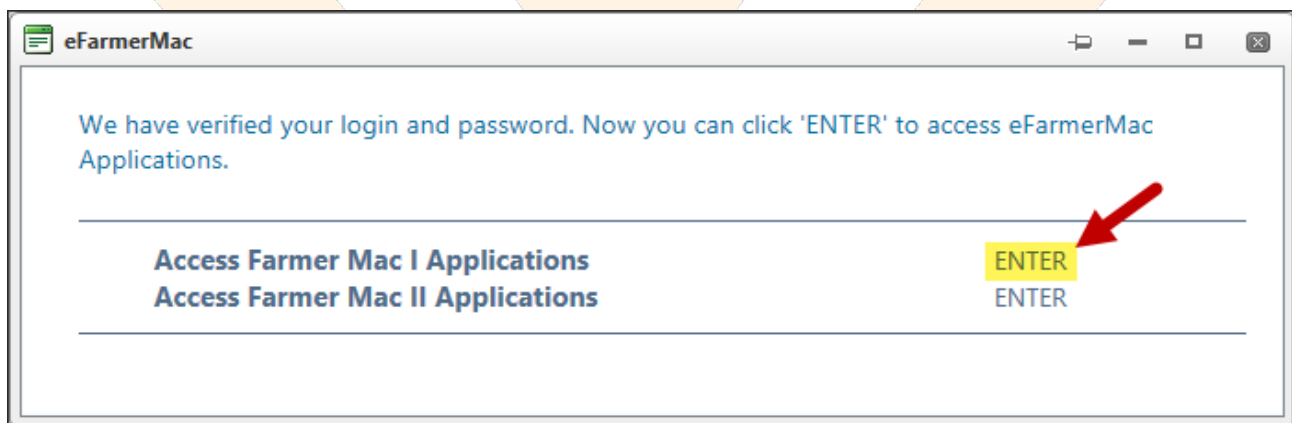 eFarmerMac
We have verified your login and password. Now you can click 'ENTER' to access eFarmerMac
Applications.
Access Farmer Mac I Applications ENTER
Access Farmer Mac II Applications ENTER